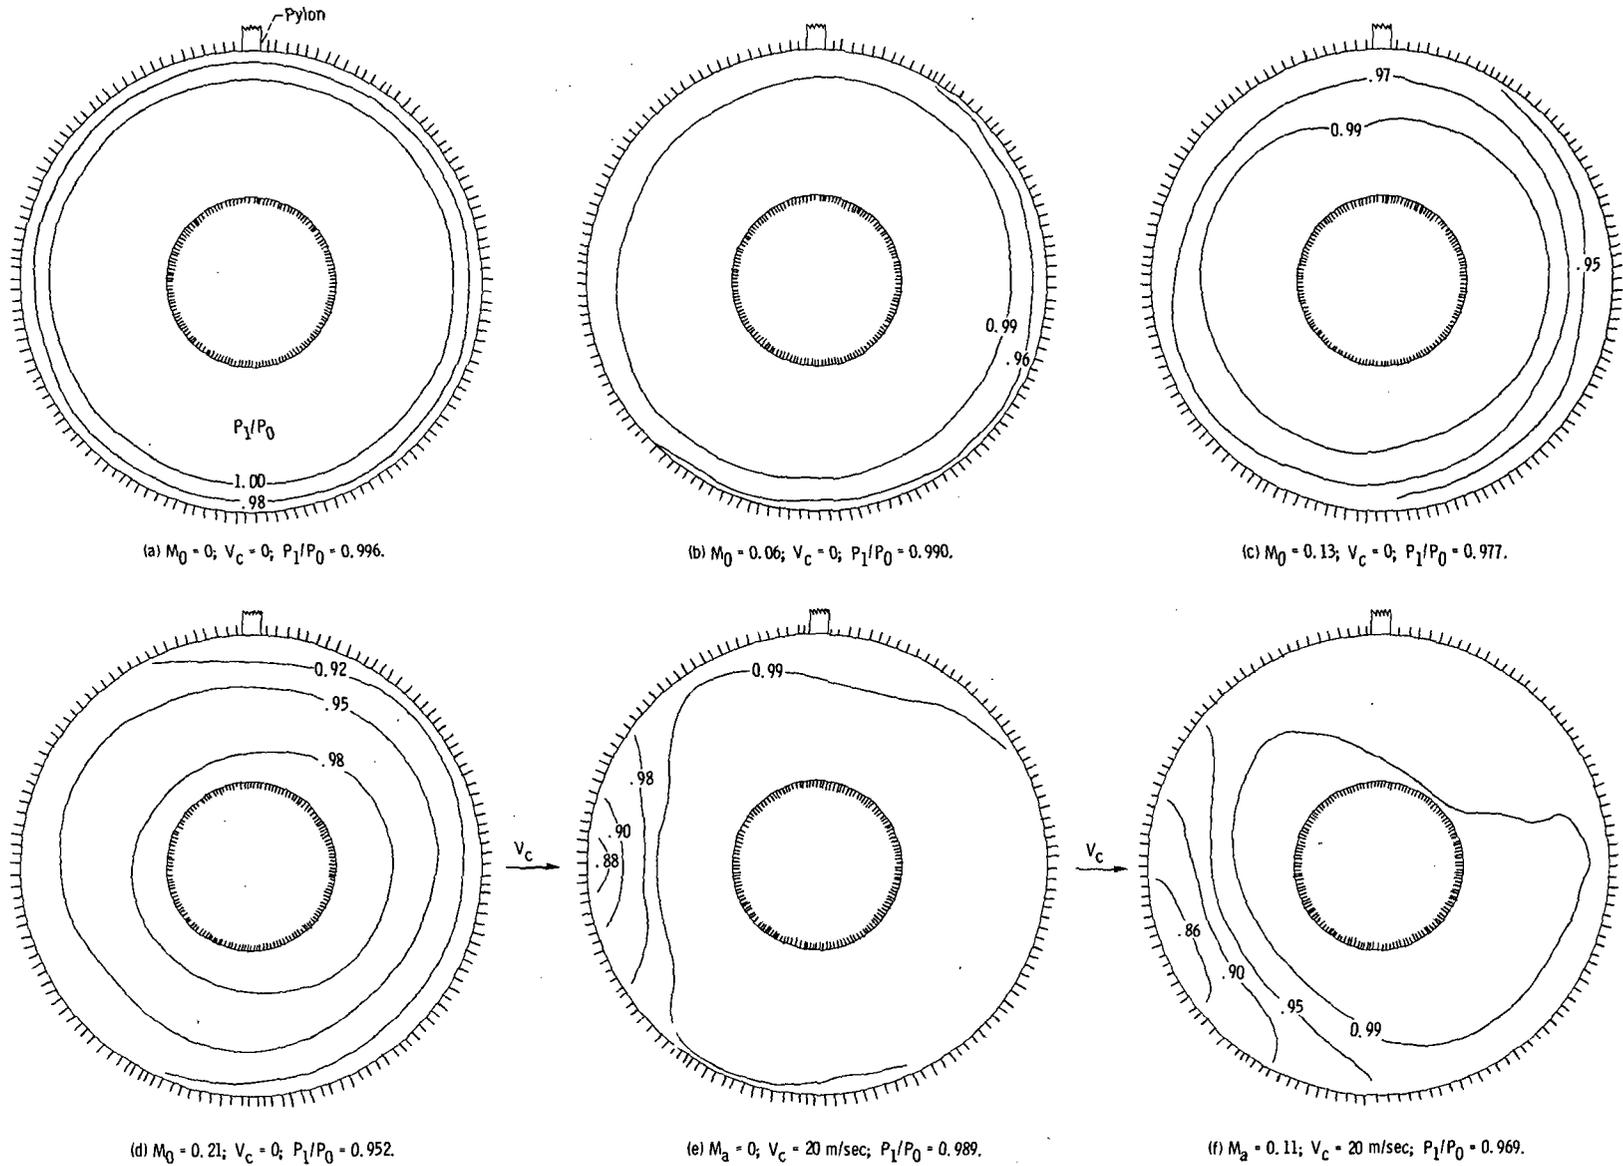 Pylon
P1/P0
1.00
.98
(a) M0 = 0; Vc = 0; P1/P0 = 0.996.
0.99
.96
(b) M0 = 0.06; Vc = 0; P1/P0 = 0.990.
.97
0.99
.95
(c) M0 = 0.13; Vc = 0; P1/P0 = 0.977.
0.92
.95
.98
(d) M0 = 0.21; Vc = 0; P1/P0 = 0.952.
Vc
0.99
.98
.90
.88
(e) Ma = 0; Vc = 20 m/sec; P1/P0 = 0.989.
Vc
.86
.90
.95
0.99
(f) Ma = 0.11; Vc = 20 m/sec; P1/P0 = 0.969.